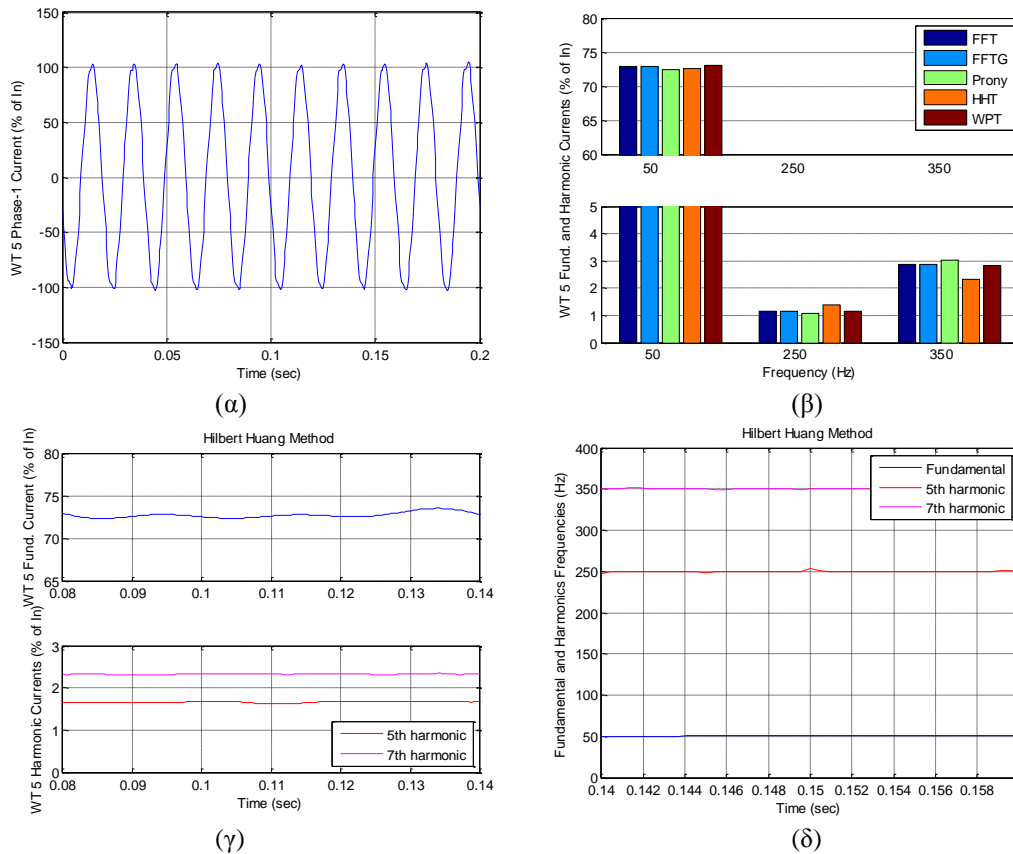 150
100
50
0
-50
-100
-150
0
0.05
0.1
0.15
0.2
WT 5 Phase-1 Current (% of In)
Time (sec)
(α)
80
75
70
65
60
50
250
350
FFT
FFTG
Prony
HHT
WPT
5
4
3
2
1
0
50
250
350
WT 5 Fund. and Harmonic Currents (% of In)
Frequency (Hz)
(β)
Hilbert Huang Method
80
75
70
65
0.08
0.09
0.1
0.11
0.12
0.13
0.14
WT 5 Fund. Current (% of In)
3
2
1
0
0.08
0.09
0.1
0.11
0.12
0.13
0.14
WT 5 Harmonic Currents (% of In)
5th harmonic
7th harmonic
Time (sec)
(γ)
Hilbert Huang Method
400
350
300
250
200
150
100
50
0
0.14
0.142
0.144
0.146
0.148
0.15
0.152
0.154
0.156
0.158
Fundamental and Harmonics Frequencies (Hz)
Fundamental
5th harmonic
7th harmonic
Time (sec)
(δ)